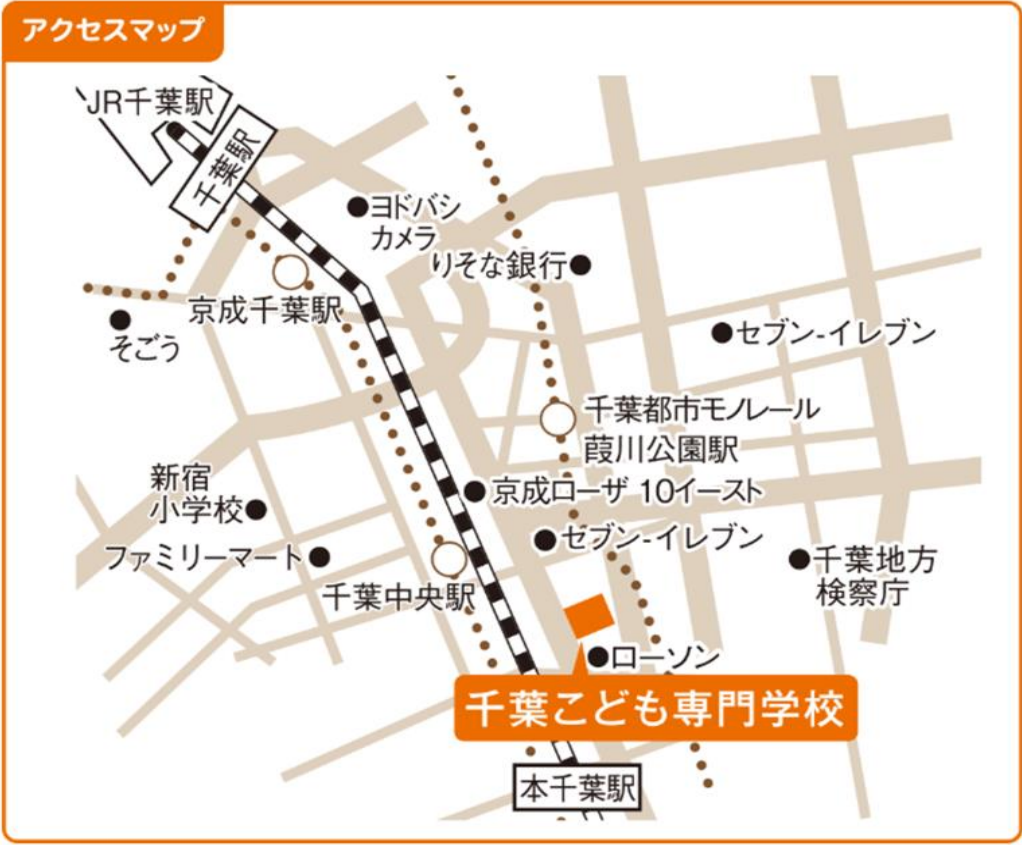 アクセスマップ
JR千葉駅
千葉駅
ヨドバシ
カメラ
りそな銀行
京成千葉駅
そごう
セブン-イレブン
千葉都市モノレール
葭川公園駅
新宿
小学校
京成ローザ 10イースト
セブン-イレブン
ファミリーマート
千葉地方
検察庁
千葉中央駅
ローソン
千葉こども専門学校
本千葉駅